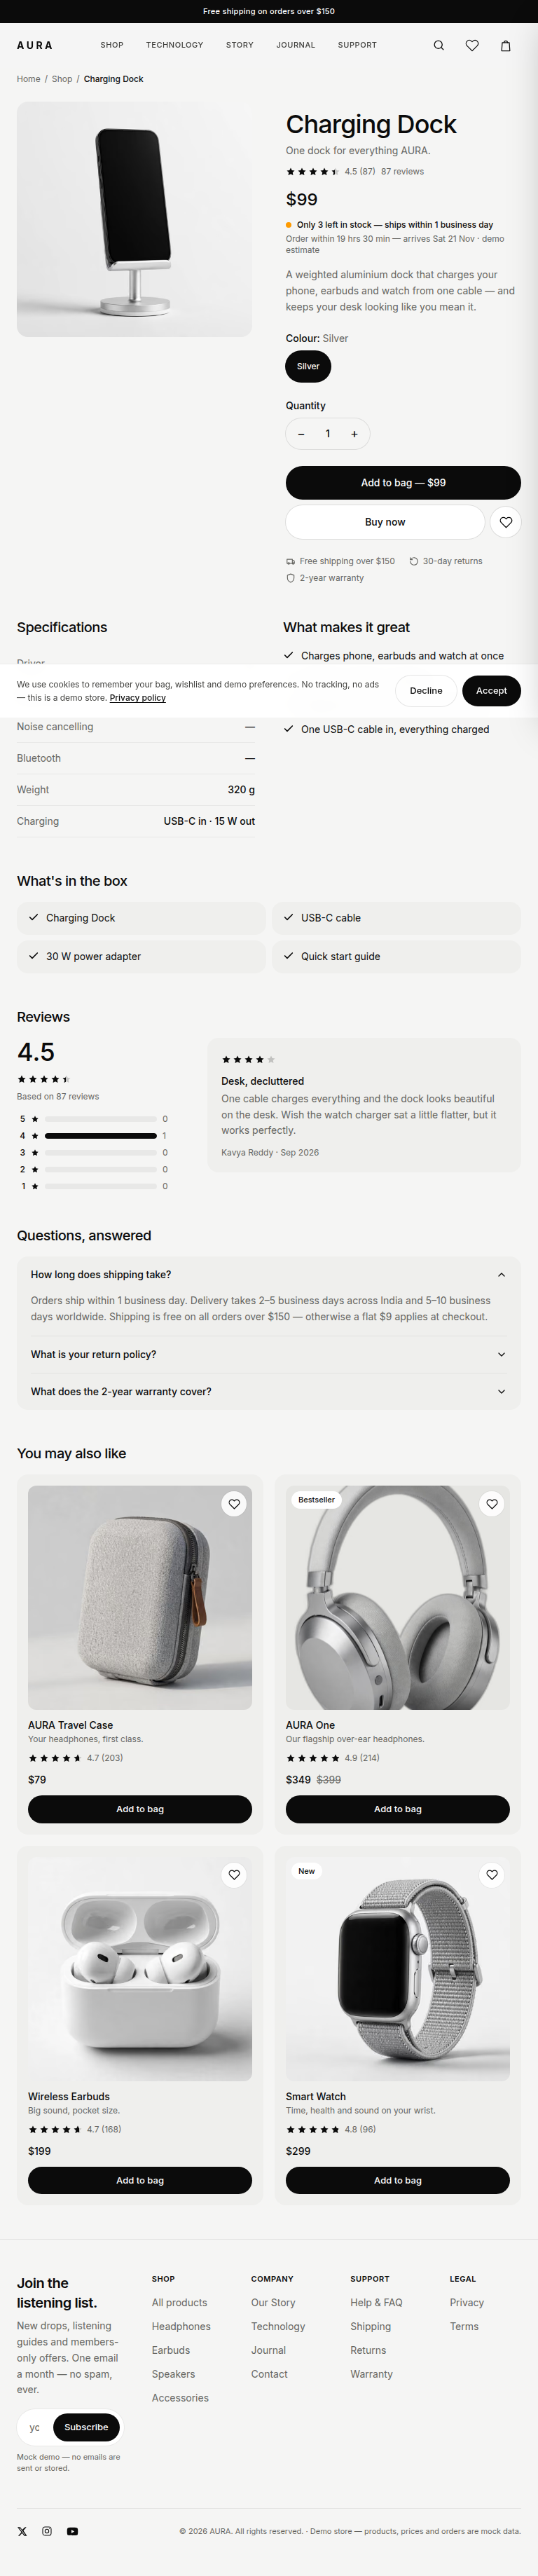 Free shipping on orders over $150
AURA
SHOP
TECHNOLOGY
STORY
JOURNAL
SUPPORT
Home / Shop / Charging Dock
Charging Dock
One dock for everything AURA.
4.5 (87) 87 reviews
$99
Only 3 left in stock — ships within 1 business day
Order within 19 hrs 30 min — arrives Sat 21 Nov · demo
estimate
A weighted aluminium dock that charges your
phone, earbuds and watch from one cable — and
keeps your desk looking like you mean it.
Colour: Silver
Silver
Quantity
− 1 +
Add to bag — $99
Buy now
Free shipping over $150
30-day returns
2-year warranty
Specifications
Driver
Noise cancelling —
Bluetooth —
Weight 320 g
Charging USB-C in · 15 W out
What makes it great
Charges phone, earbuds and watch at once
One USB-C cable in, everything charged
We use cookies to remember your bag, wishlist and demo preferences. No tracking, no ads
— this is a demo store. Privacy policy
Decline
Accept
What's in the box
Charging Dock
USB-C cable
30 W power adapter
Quick start guide
Reviews
4.5
Based on 87 reviews
5 0
4 1
3 0
2 0
1 0
Desk, decluttered
One cable charges everything and the dock looks beautiful
on the desk. Wish the watch charger sat a little flatter, but it
works perfectly.
Kavya Reddy · Sep 2026
Questions, answered
How long does shipping take?
Orders ship within 1 business day. Delivery takes 2–5 business days across India and 5–10 business
days worldwide. Shipping is free on all orders over $150 — otherwise a flat $9 applies at checkout.
What is your return policy?
What does the 2-year warranty cover?
You may also like
AURA Travel Case
Your headphones, first class.
4.7 (203)
$79
Add to bag
Bestseller
AURA One
Our flagship over-ear headphones.
4.9 (214)
$349 $399
Add to bag
Wireless Earbuds
Big sound, pocket size.
4.7 (168)
$199
Add to bag
New
Smart Watch
Time, health and sound on your wrist.
4.8 (96)
$299
Add to bag
Join the
listening list.
New drops, listening
guides and members-
only offers. One email
a month — no spam,
ever.
Subscribe
Mock demo — no emails are
sent or stored.
SHOP
All products
Headphones
Earbuds
Speakers
Accessories
COMPANY
Our Story
Technology
Journal
Contact
SUPPORT
Help & FAQ
Shipping
Returns
Warranty
LEGAL
Privacy
Terms
© 2026 AURA. All rights reserved. · Demo store — products, prices and orders are mock data.